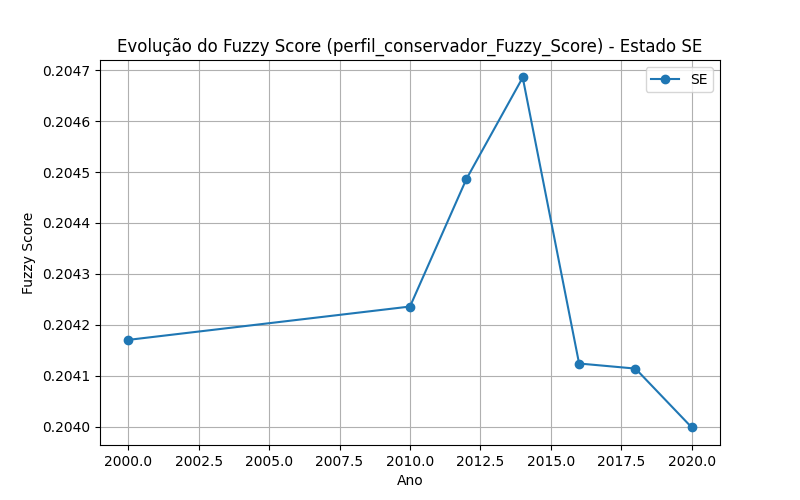 Evolução do Fuzzy Score (perfil_conservador_Fuzzy_Score) - Estado SE
SE
0.2047
0.2046
0.2045
0.2044
0.2043
0.2042
0.2041
0.2040
Fuzzy Score
2000.0 2002.5 2005.0 2007.5 2010.0 2012.5 2015.0 2017.5 2020.0
Ano